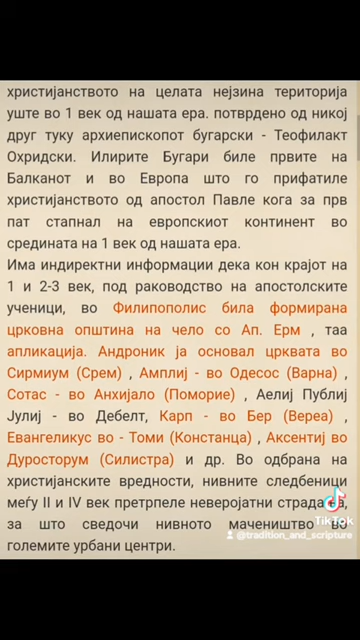 христијанството на целата нејзина територија
уште во 1 век од нашата ера. потврдено од никој
друг туку архиепископот бугарски - Теофилакт
Охридски. Илирите Бугари биле првите на
Балканот и во Европа што го прифатиле
христијанството од апостол Павле кога за прв
пат стапнал на европскиот континент во
средината на 1 век од нашата ера.
Има индиректни информации дека кон крајот на
1 и 2-3 век, под раководство на апостолските
ученици, во Филипополис била формирана
црковна општина на чело со Ап. Ерм , таа
апликација. Андроник ја основал црквата во
Сирмиум (Срем) , Амплиј - во Одесос (Варна) ,
Сотас - во Анхијало (Поморие) , Аелиј Публиј
Јулиј - во Дебелт, Карп - во Бер (Вереа) ,
Евангеликус во - Томи (Констанца) , Аксентиј во
Дуросторум (Силистра) и др. Во одбрана на
христијанските вредности, нивните следбеници
меѓу II и IV век претрпеле неверојатни страдања,
за што сведочи нивното мачеништво во
големите урбани центри.
TikTok
@tradition_and_scripture